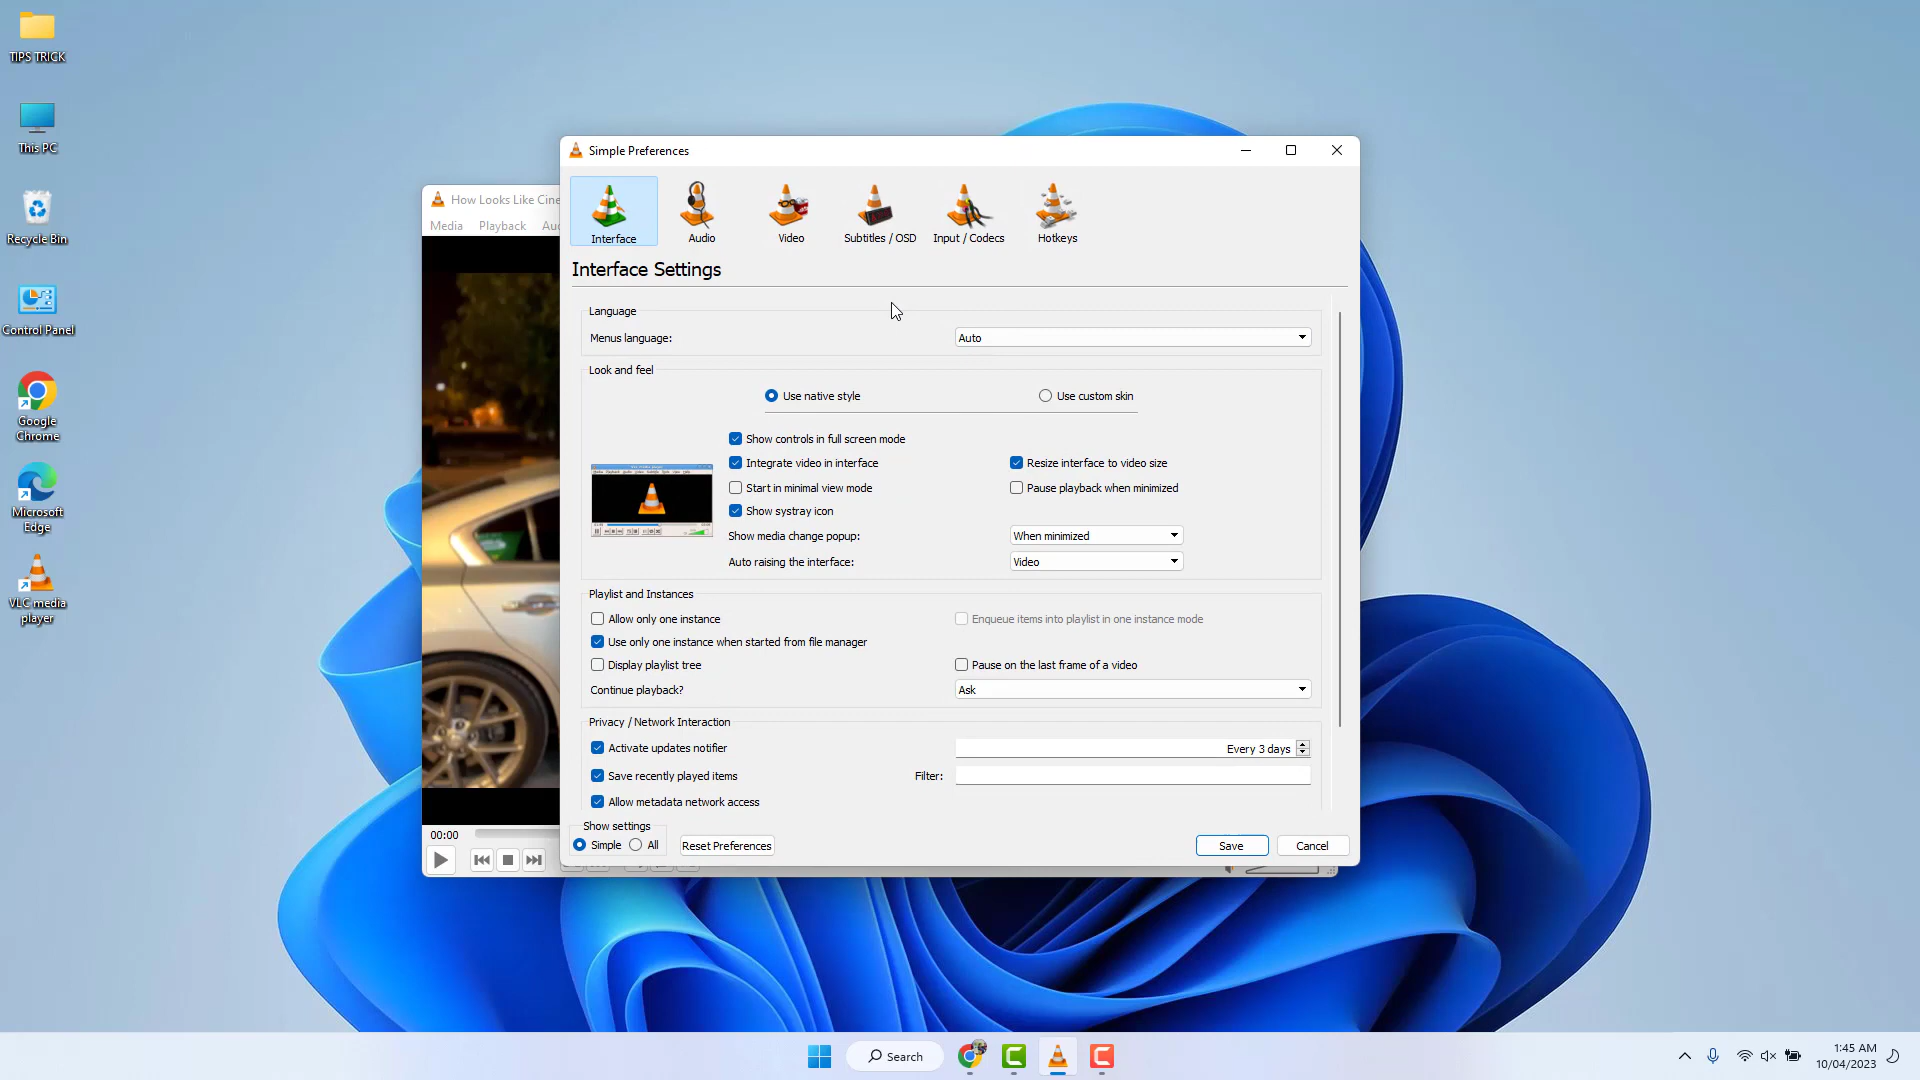 TIPS TRICK
This PC
Recycle Bin
Control Panel
Google
Chrome
Microsoft
Edge
VLC media
player
How Looks Like Cine
Media Playback Au
00:00
Simple Preferences
Interface Audio Video Subtitles / OSD Input / Codecs Hotkeys
Interface Settings
Language
Menus language: Auto
Look and feel
Use native style Use custom skin
Show controls in full screen mode
Integrate video in interface Resize interface to video size
Start in minimal view mode Pause playback when minimized
Show systray icon
Show media change popup: When minimized
Auto raising the interface: Video
Playlist and Instances
Allow only one instance Enqueue items into playlist in one instance mode
Use only one instance when started from file manager
Display playlist tree Pause on the last frame of a video
Continue playback? Ask
Privacy / Network Interaction
Activate updates notifier Every 3 days
Save recently played items Filter:
Allow metadata network access
Show settings
Simple All Reset Preferences Save Cancel
Search
1:45 AM
10/04/2023